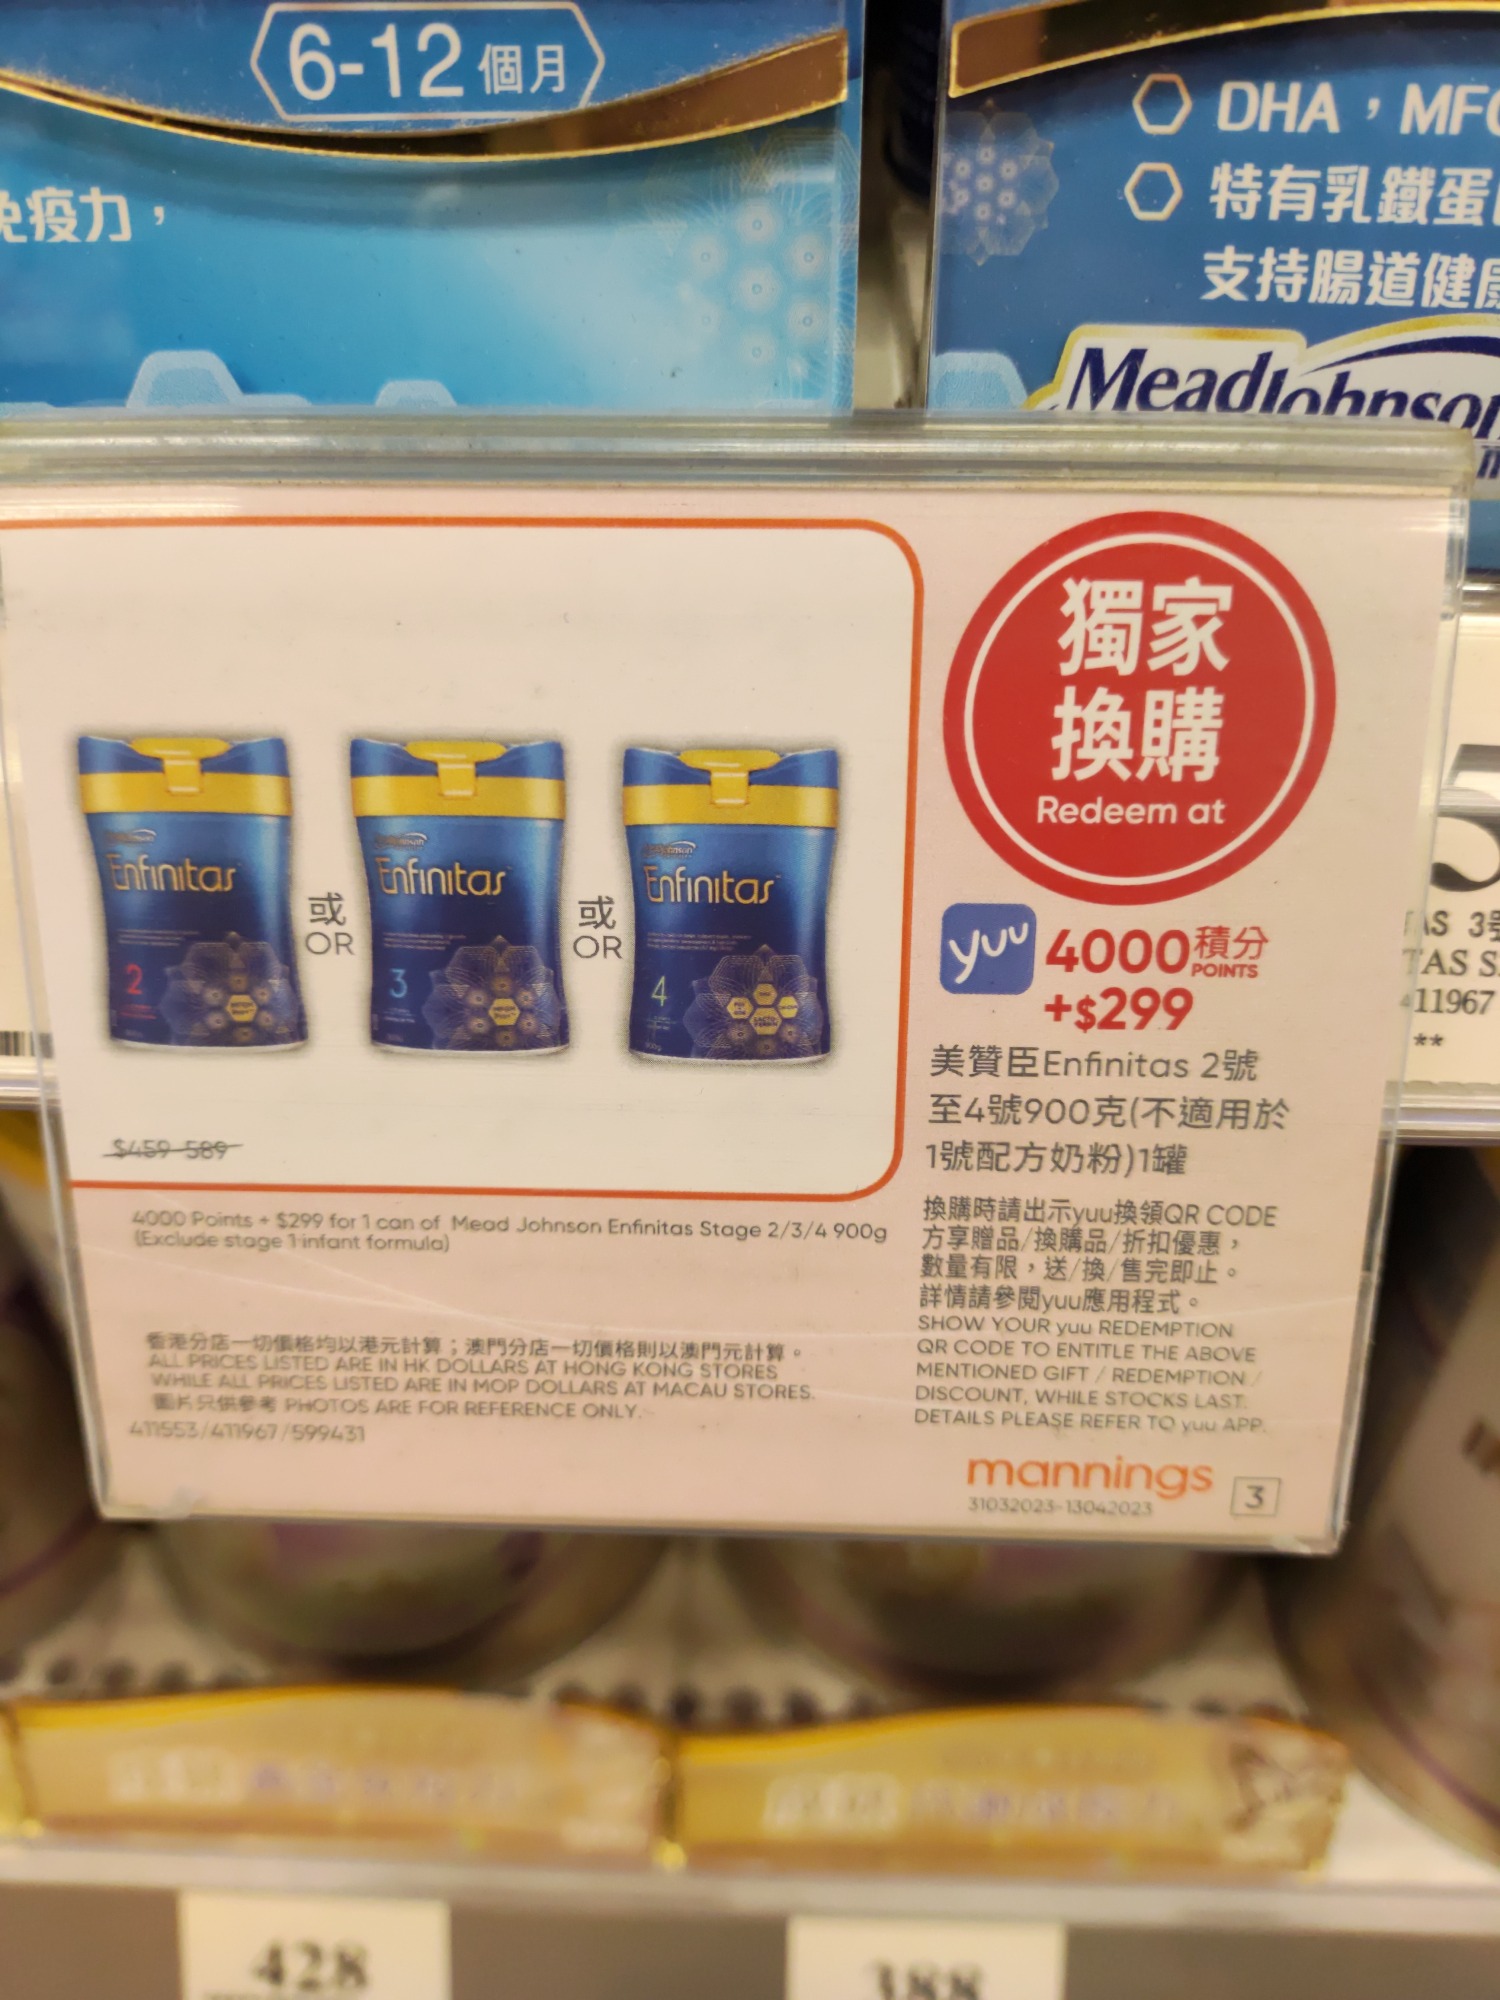 6-12個月
免疫力，
DHA，MF
特有乳鐵蛋
支持腸道健康
MeadJohnson
獨家
換購
Redeem at
yuu
4000積分
POINTS
+$299
美贊臣Enfinitas 2號
至4號900克(不適用於
1號配方奶粉)1罐
換購時請出示yuu換領QR CODE
方享贈品/換購品/折扣優惠，
數量有限，送/換/售完即止。
詳情請參閱yuu應用程式。
SHOW YOUR yuu REDEMPTION
QR CODE TO ENTITLE THE ABOVE
MENTIONED GIFT / REDEMPTION /
DISCOUNT, WHILE STOCKS LAST.
DETAILS PLEASE REFER TO yuu APP.
mannings
31032023-13042023
3
Enfinitas
2
或
OR
Enfinitas
3
或
OR
Enfinitas
4
900g
$459-589
4000 Points + $299 for 1 can of Mead Johnson Enfinitas Stage 2/3/4 900g
(Exclude stage 1 infant formula)
香港分店一切價格均以港元計算；澳門分店一切價格則以澳門元計算。
ALL PRICES LISTED ARE IN HK DOLLARS AT HONG KONG STORES
WHILE ALL PRICES LISTED ARE IN MOP DOLLARS AT MACAU STORES.
圖片只供參考 PHOTOS ARE FOR REFERENCE ONLY.
411553/411967/599431
AS 3號
TAS S
411967
**
428
388